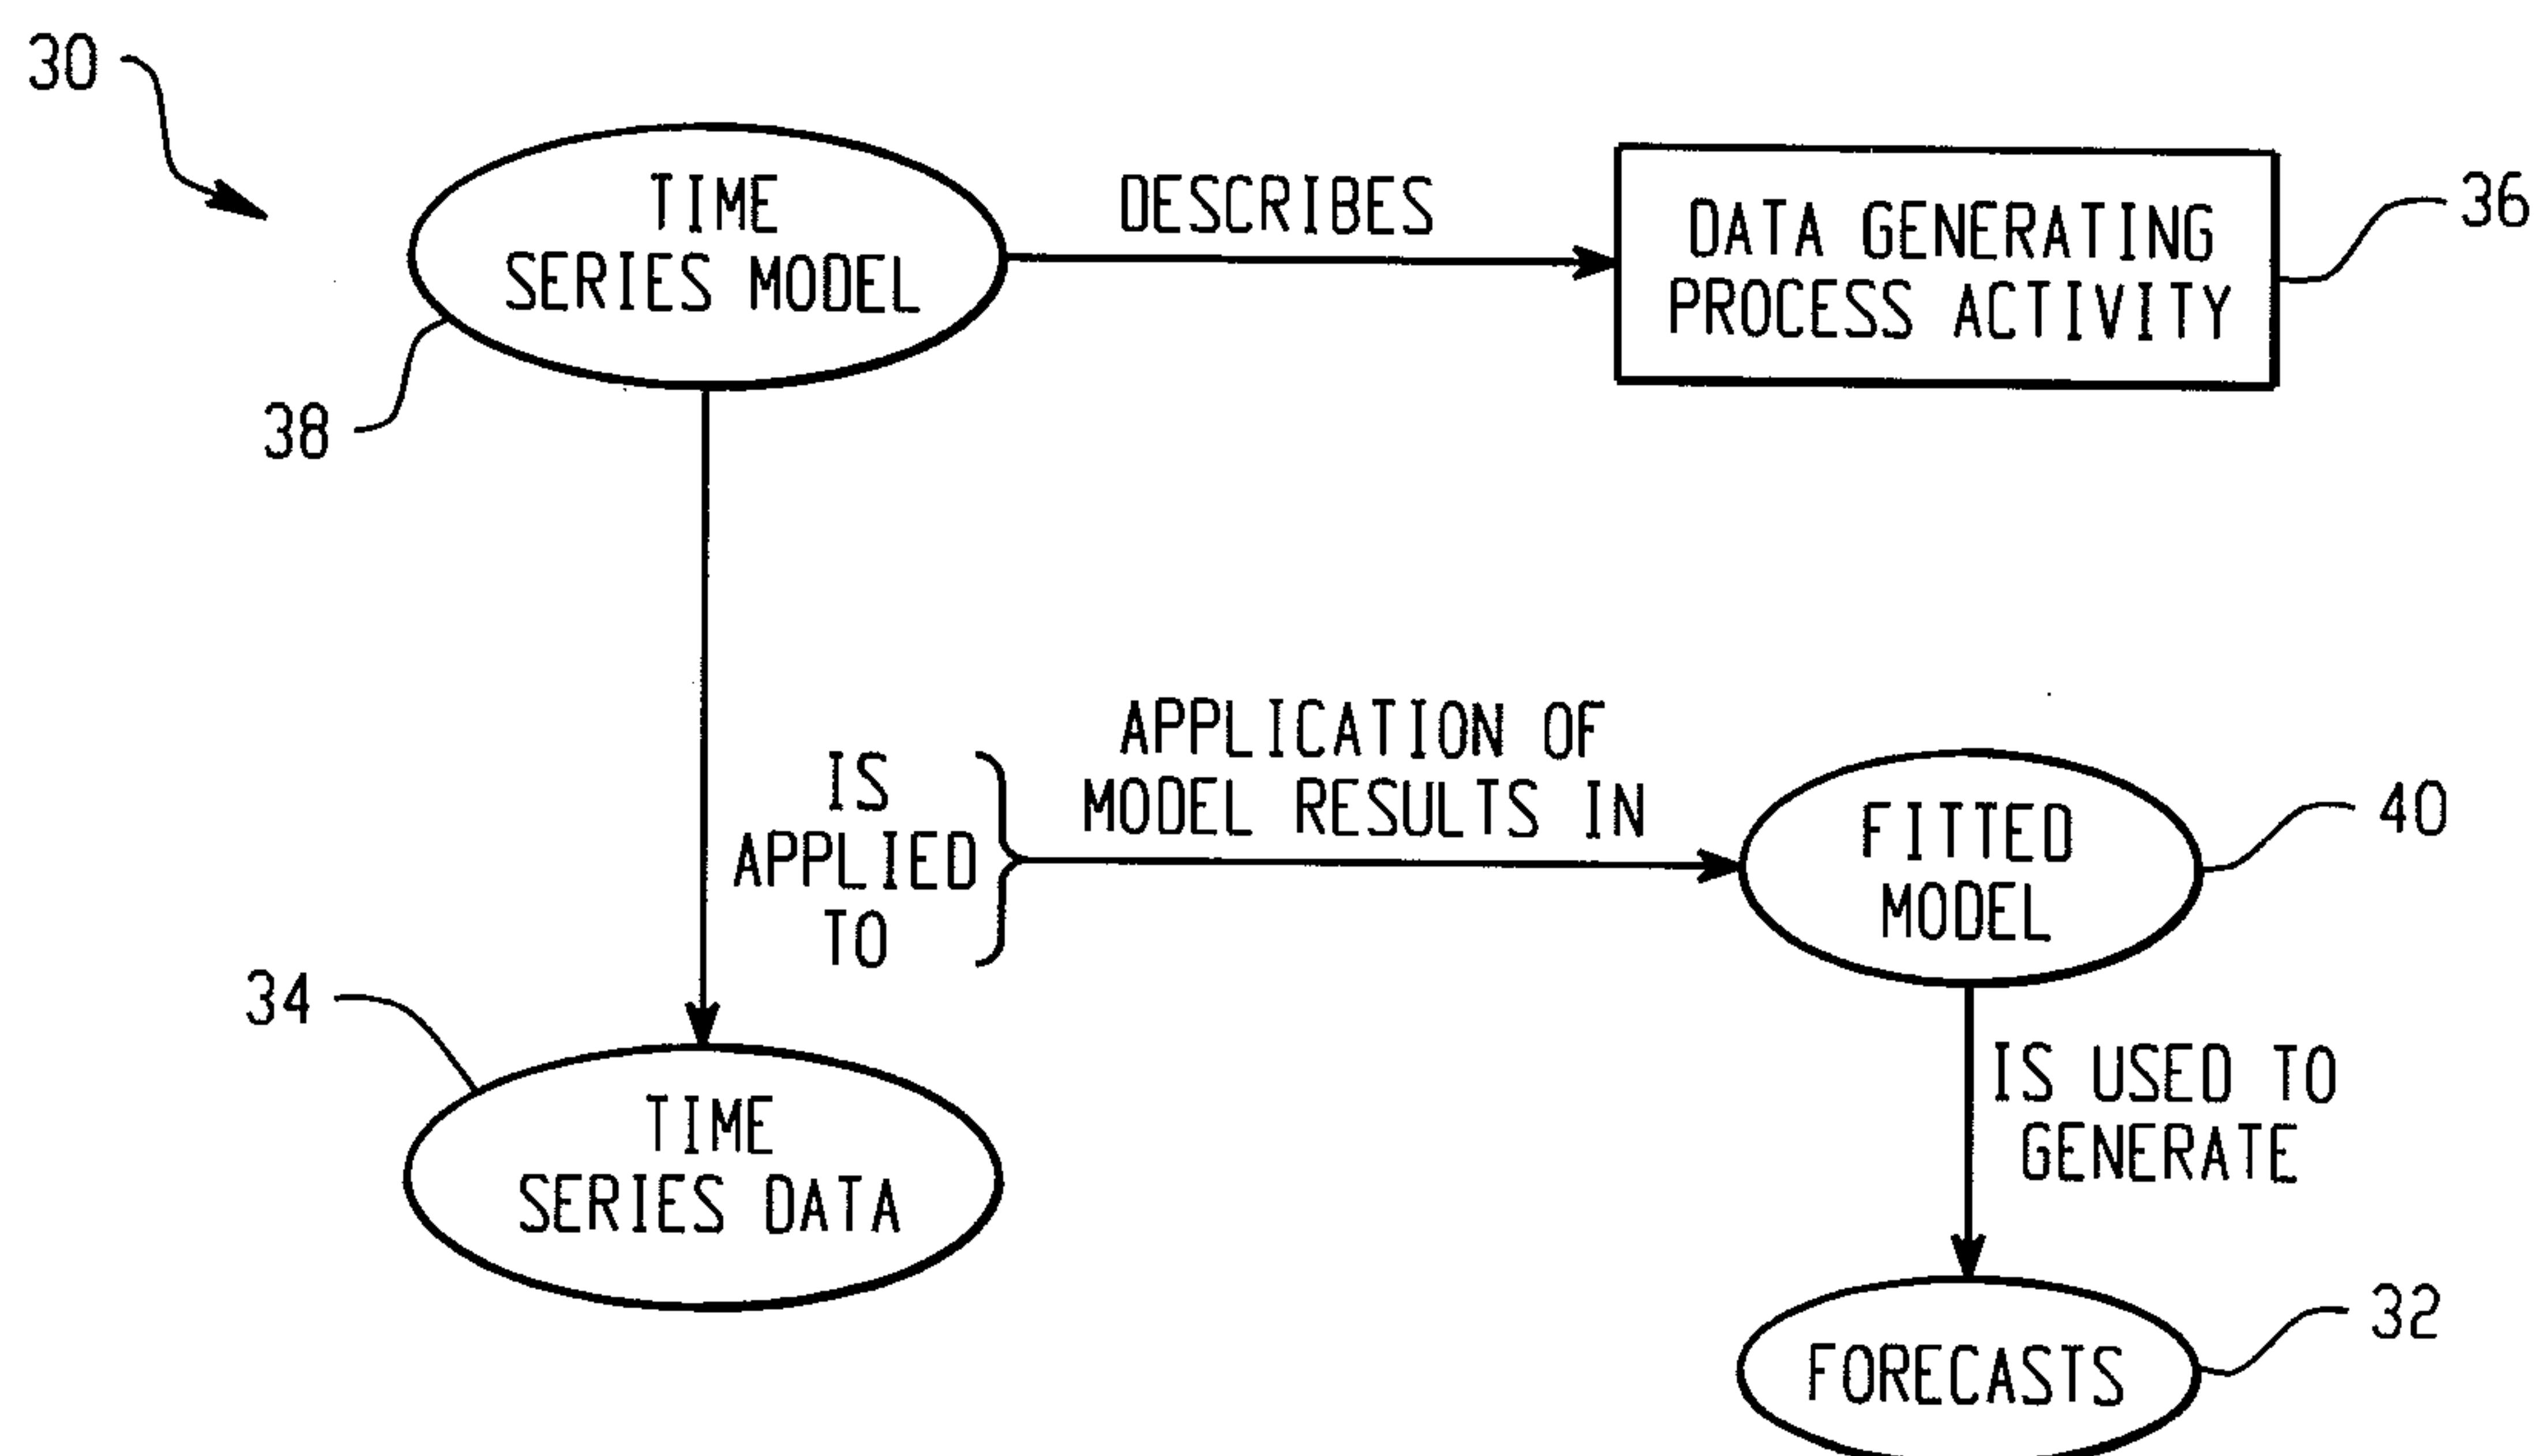 30
TIME
SERIES MODEL
38
DESCRIBES
DATA GENERATING
PROCESS ACTIVITY
36
IS
APPLIED
TO
APPLICATION OF
MODEL RESULTS IN
FITTED
MODEL
40
34
TIME
SERIES DATA
IS USED TO
GENERATE
FORECASTS
32